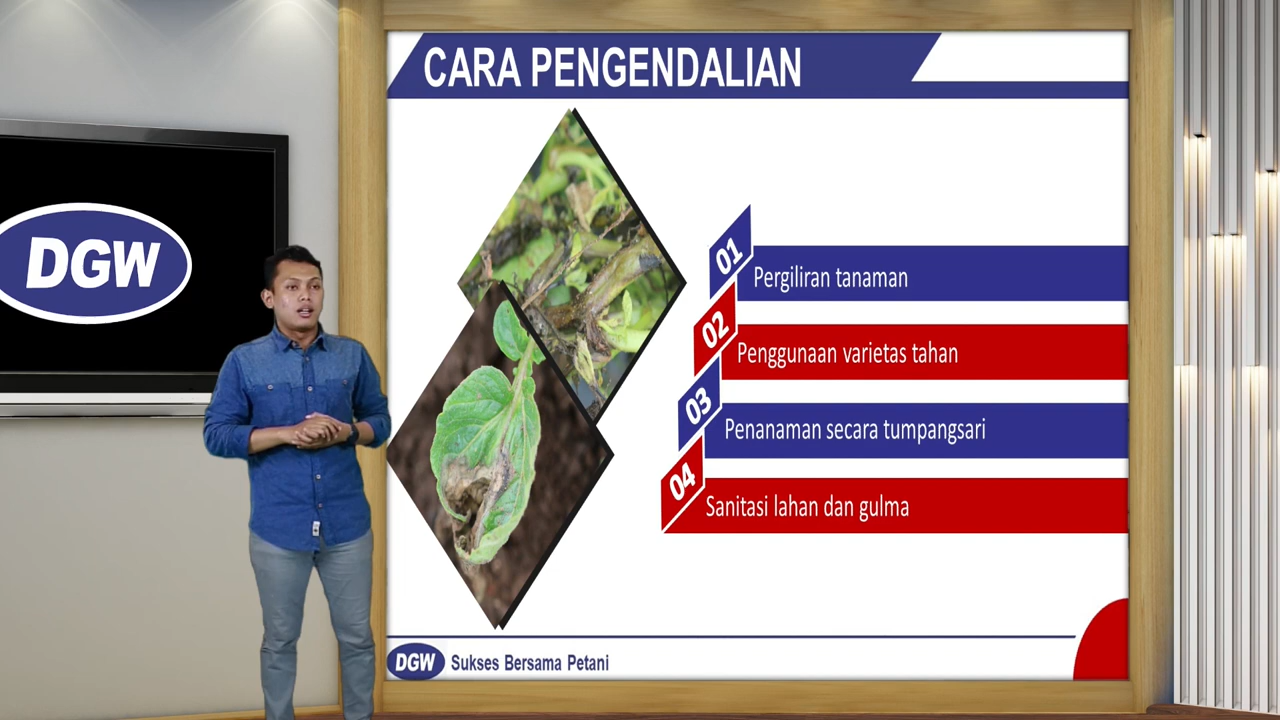 CARA PENGENDALIAN
DGW
01
Pergiliran tanaman
02
Penggunaan varietas tahan
03
Penanaman secara tumpangsari
04
Sanitasi lahan dan gulma
DGW Sukses Bersama Petani